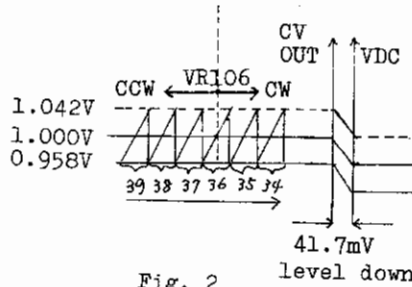 CV
OUT
VDC
CCW
VR106
CW
1.042V
1.000V
0.958V
39 38 37 36 35 34
41.7mV
level down
Fig. 2